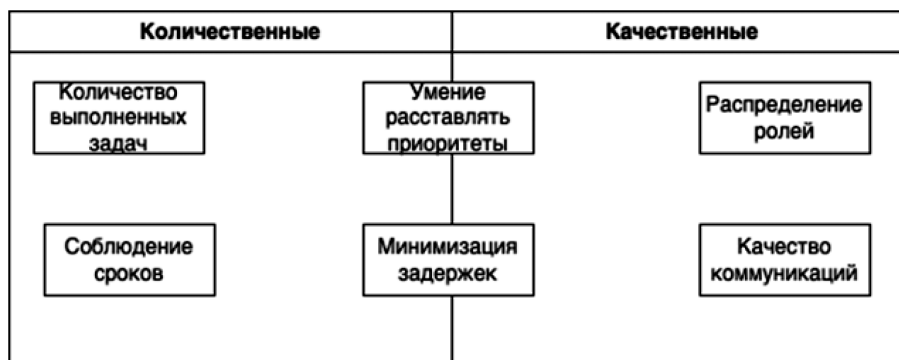 Количественные
Качественные
Количество
выполненных
задач
Умение
расставлять
приоритеты
Распределение
ролей
Соблюдение
сроков
Минимизация
задержек
Качество
коммуникаций